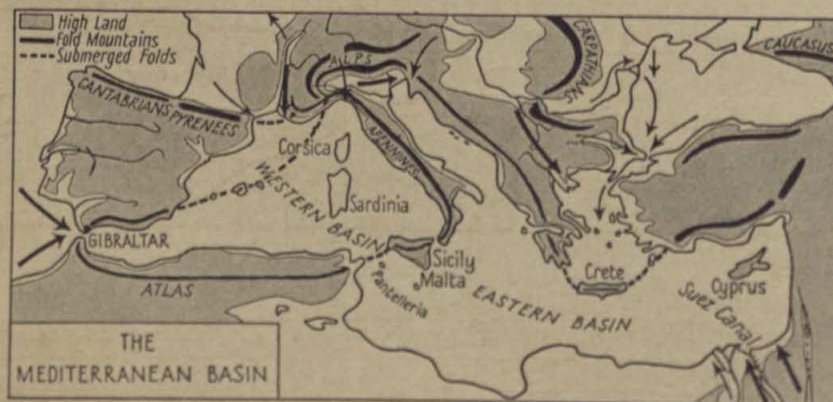 High Land
Fold Mountains
Submerged Folds
CARPATHIANS
CAUCASUS
ALPS
CANTABRIANS
PYRENEES
APENNINES
Corsica
WESTERN BASIN
Sardinia
GIBRALTAR
Sicily
Malta
Crete
Cyprus
ATLAS
Pantelleria
EASTERN BASIN
Suez Canal
THE
MEDITERRANEAN BASIN